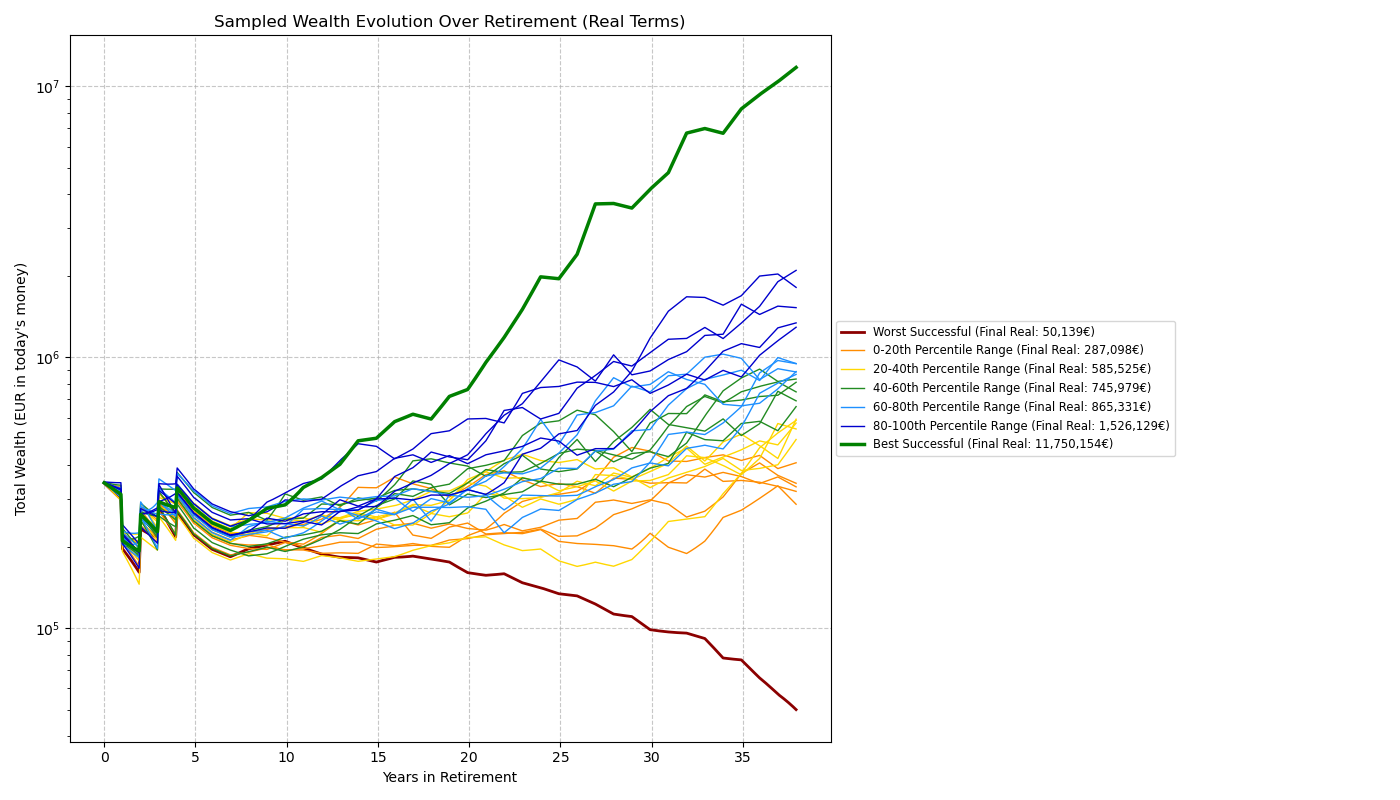 Sampled Wealth Evolution Over Retirement (Real Terms)
Total Wealth (EUR in today's money)
10^7
10^6
10^5
0 5 10 15 20 25 30 35
Years in Retirement
Worst Successful (Final Real: 50,139€)
0-20th Percentile Range (Final Real: 287,098€)
20-40th Percentile Range (Final Real: 585,525€)
40-60th Percentile Range (Final Real: 745,979€)
60-80th Percentile Range (Final Real: 865,331€)
80-100th Percentile Range (Final Real: 1,526,129€)
Best Successful (Final Real: 11,750,154€)